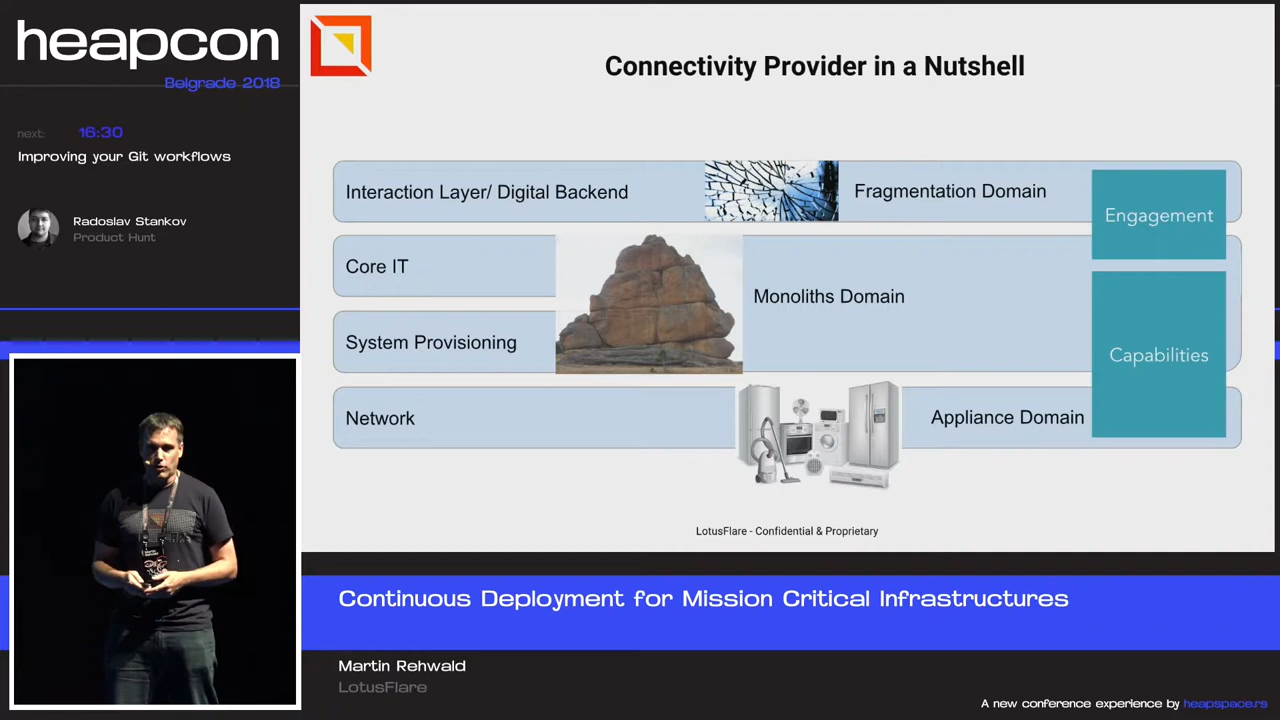 heapcon
Belgrade 2018
next: 16:30
Improving your Git workflows
Radoslav Stankov
Product Hunt
Connectivity Provider in a Nutshell
Interaction Layer/ Digital Backend
Fragmentation Domain
Engagement
Core IT
Monoliths Domain
System Provisioning
Capabilities
Network
Appliance Domain
LotusFlare - Confidential & Proprietary
Continuous Deployment for Mission Critical Infrastructures
Martin Rehwald
LotusFlare
A new conference experience by heapspace.rs